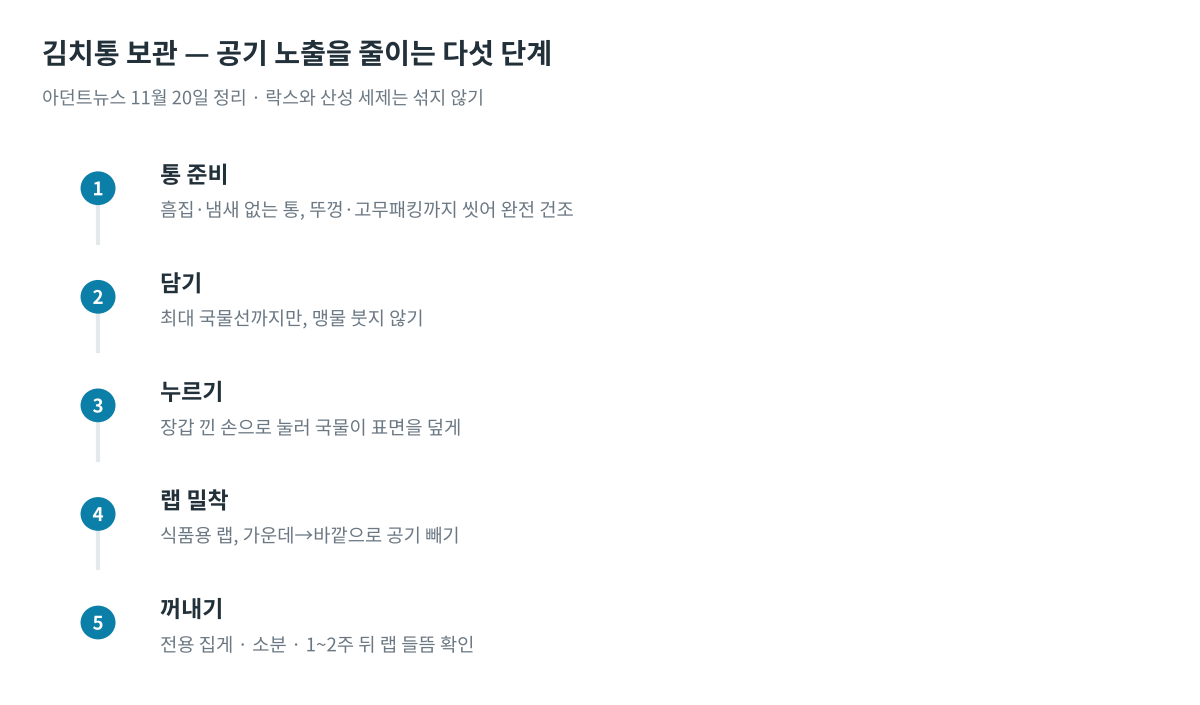 김치통 보관 — 공기 노출을 줄이는 다섯 단계
아던트뉴스 11월 20일 정리 · 락스와 산성 세제는 섞지 않기
1
통 준비
흠집·냄새 없는 통, 뚜껑·고무패킹까지 씻어 완전 건조
2
담기
최대 국물선까지만, 맹물 붓지 않기
3
누르기
장갑 낀 손으로 눌러 국물이 표면을 덮게
4
랩 밀착
식품용 랩, 가운데→바깥으로 공기 빼기
5
꺼내기
전용 집게 · 소분 · 1~2주 뒤 랩 들뜸 확인